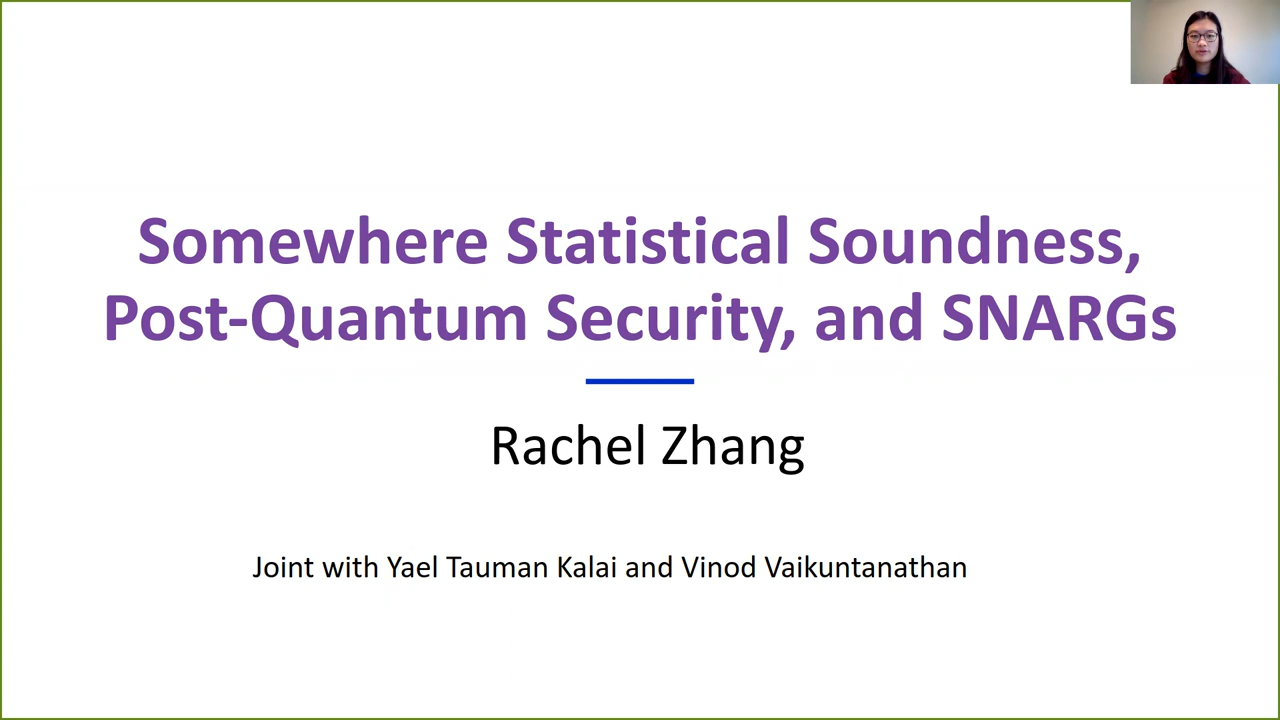 Somewhere Statistical Soundness,
Post-Quantum Security, and SNARGs
Rachel Zhang
Joint with Yael Tauman Kalai and Vinod Vaikuntanathan